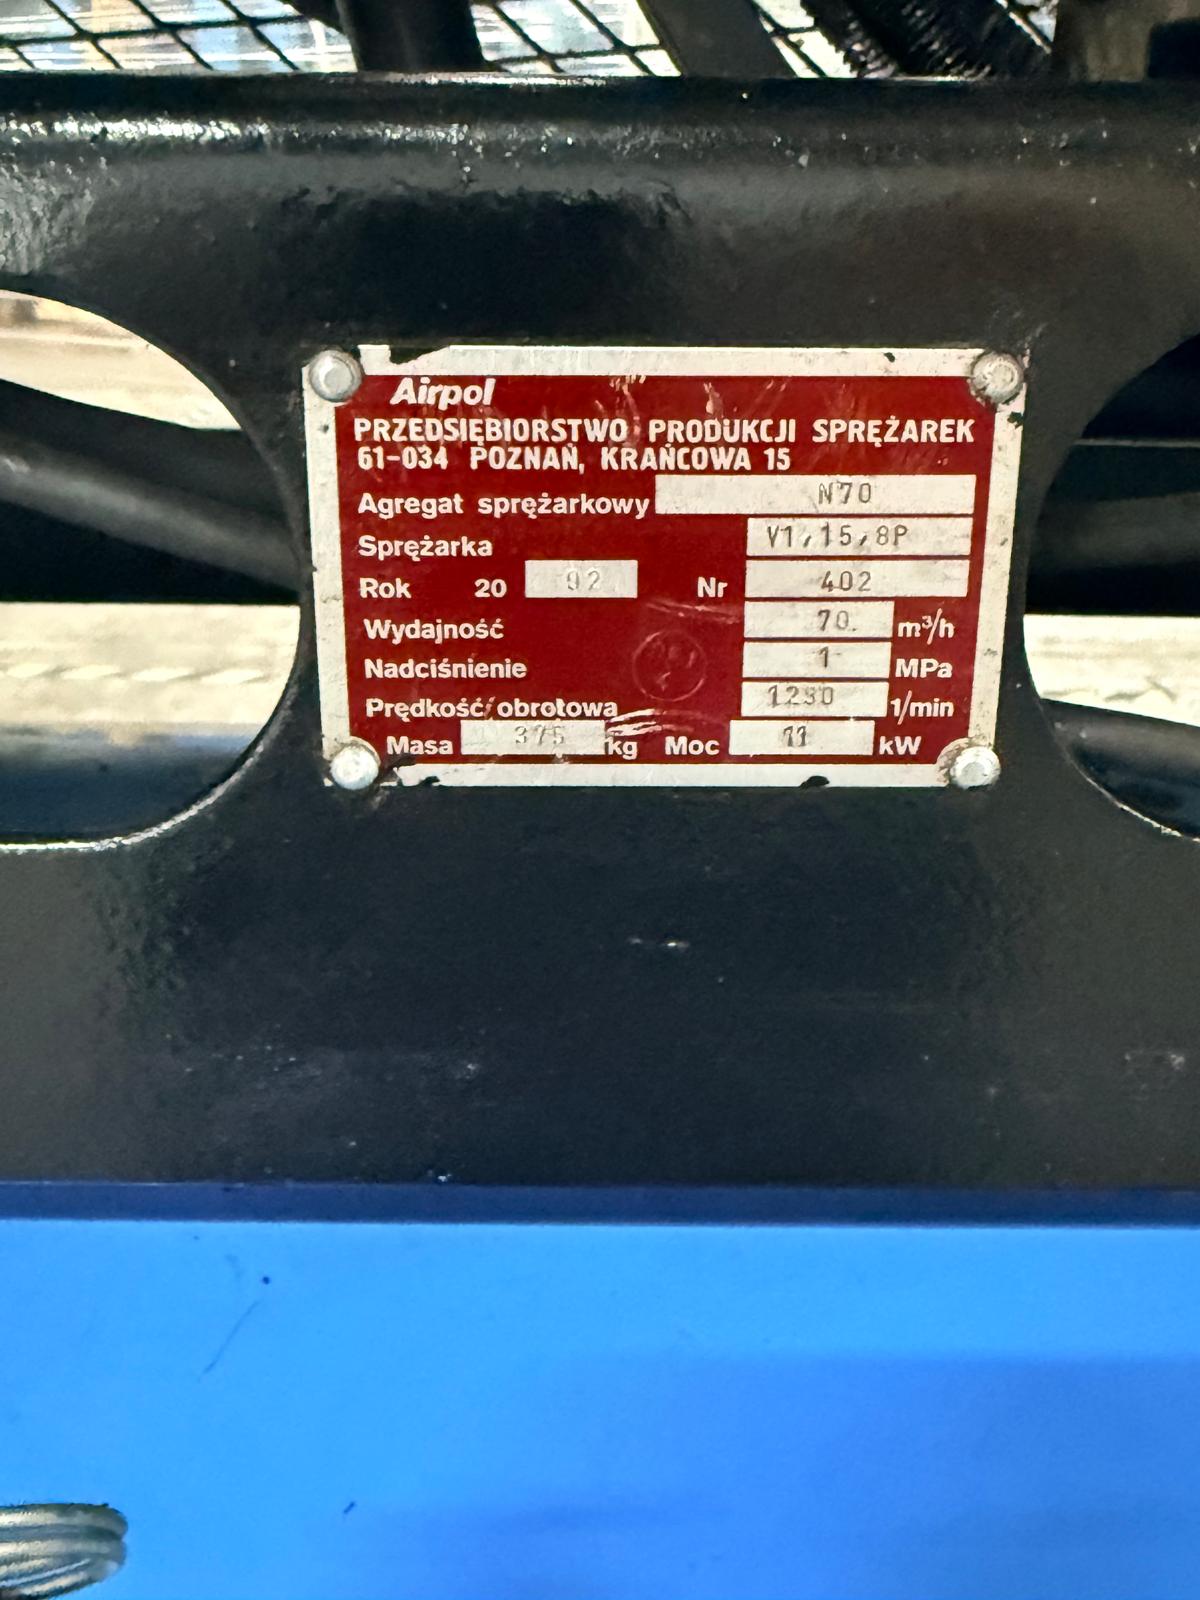 Airpol
PRZEDSIĘBIORSTWO PRODUKCJI SPRĘŻAREK
61-034 POZNAŃ, KRAŃCOWA 15
Agregat sprężarkowy N70
Sprężarka V1,15,8P
Rok 20 02 Nr 402
Wydajność 70. m³/h
Nadciśnienie 1 MPa
Prędkość obrotowa 1230 1/min
Masa 375 kg Moc 11 kW